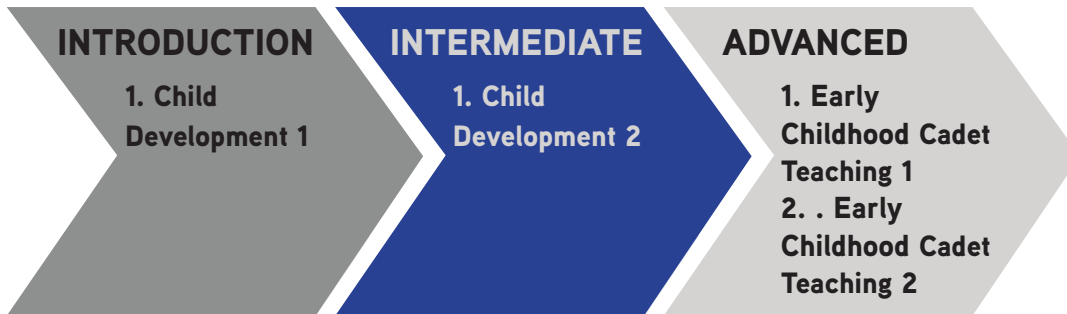 INTRODUCTION
1. Child
Development 1
INTERMEDIATE
1. Child
Development 2
ADVANCED
1. Early
Childhood Cadet
Teaching 1
2. . Early
Childhood Cadet
Teaching 2